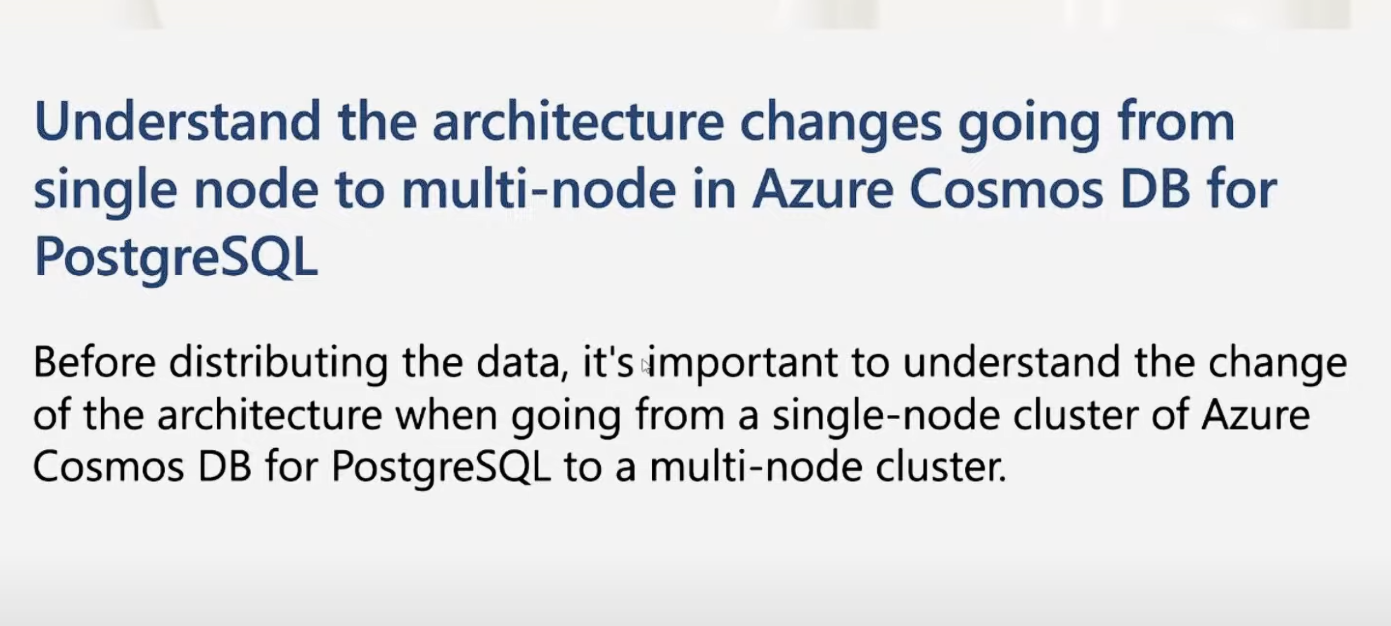 Understand the architecture changes going from
single node to multi-node in Azure Cosmos DB for
PostgreSQL
Before distributing the data, it's important to understand the change
of the architecture when going from a single-node cluster of Azure
Cosmos DB for PostgreSQL to a multi-node cluster.